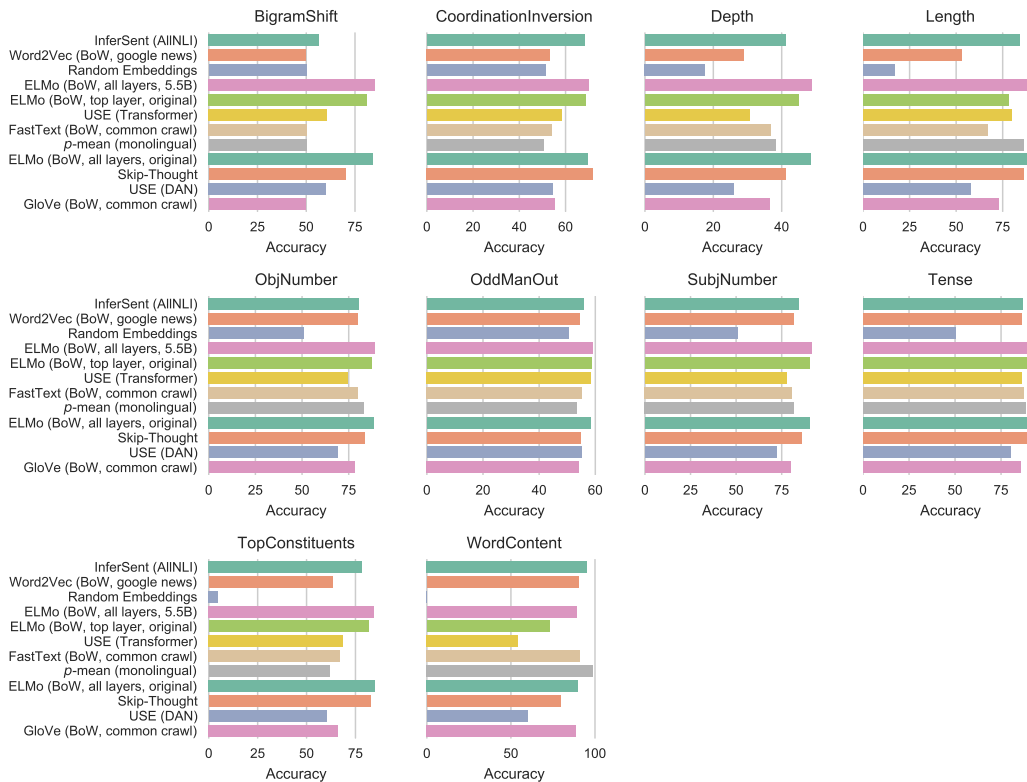 BigramShift CoordinationInversion Depth Length
InferSent (AllNLI)
Word2Vec (BoW, google news)
Random Embeddings
ELMo (BoW, all layers, 5.5B)
ELMo (BoW, top layer, original)
USE (Transformer)
FastText (BoW, common crawl)
p-mean (monolingual)
ELMo (BoW, all layers, original)
Skip-Thought
USE (DAN)
GloVe (BoW, common crawl)
0 25 50 75 0 20 40 60 0 20 40 0 25 50 75
Accuracy Accuracy Accuracy Accuracy
ObjNumber OddManOut SubjNumber Tense
InferSent (AllNLI)
Word2Vec (BoW, google news)
Random Embeddings
ELMo (BoW, all layers, 5.5B)
ELMo (BoW, top layer, original)
USE (Transformer)
FastText (BoW, common crawl)
p-mean (monolingual)
ELMo (BoW, all layers, original)
Skip-Thought
USE (DAN)
GloVe (BoW, common crawl)
0 25 50 75 0 20 40 60 0 25 50 75 0 25 50 75
Accuracy Accuracy Accuracy Accuracy
TopConstituents WordContent
InferSent (AllNLI)
Word2Vec (BoW, google news)
Random Embeddings
ELMo (BoW, all layers, 5.5B)
ELMo (BoW, top layer, original)
USE (Transformer)
FastText (BoW, common crawl)
p-mean (monolingual)
ELMo (BoW, all layers, original)
Skip-Thought
USE (DAN)
GloVe (BoW, common crawl)
0 25 50 75 0 50 100
Accuracy Accuracy